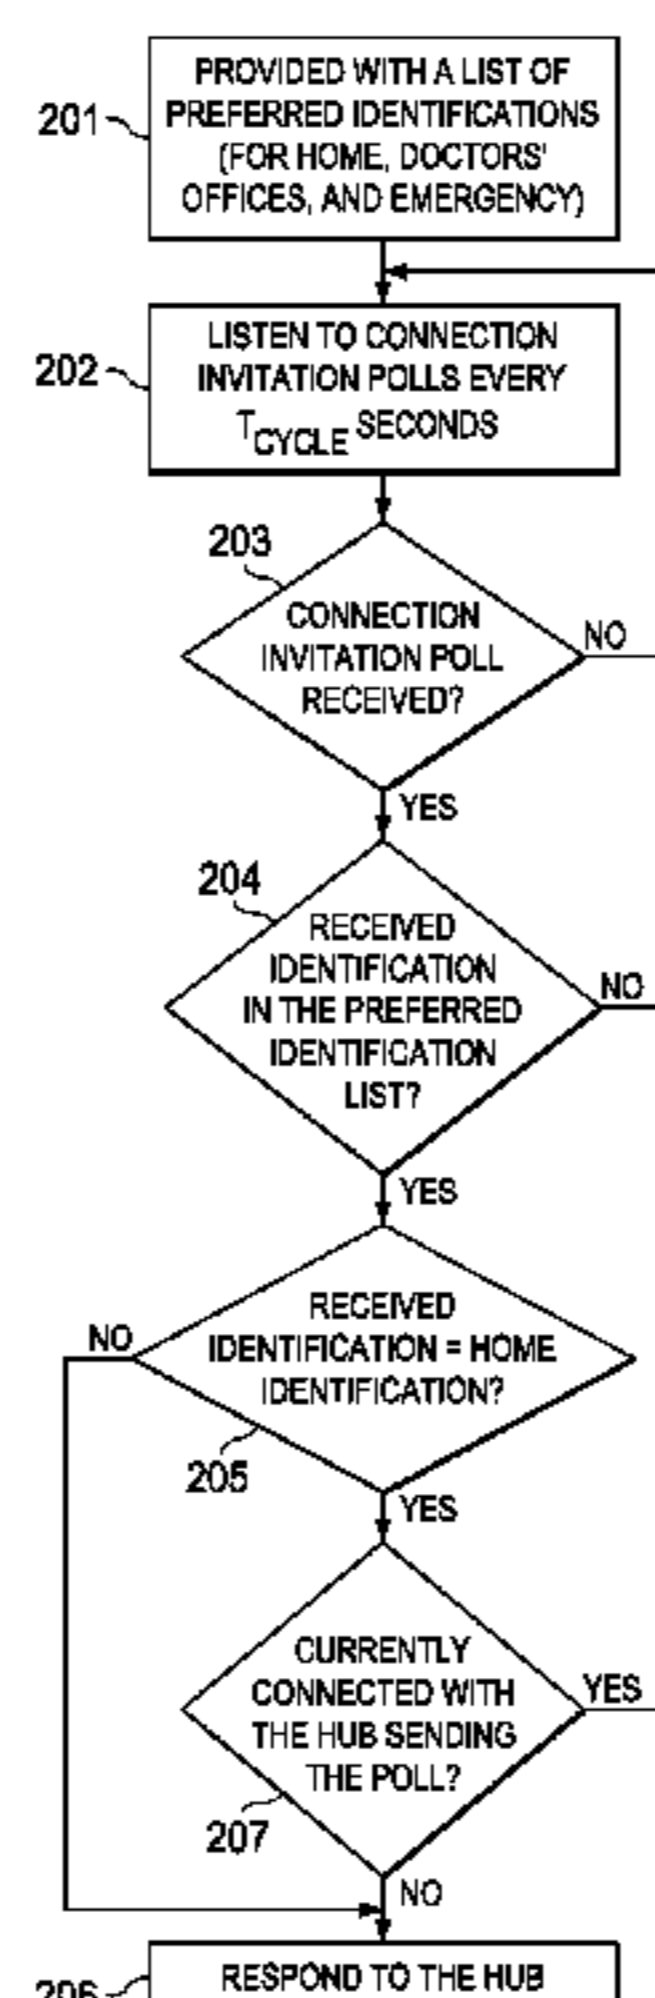 PROVIDED WITH A LIST OF
PREFERRED IDENTIFICATIONS
(FOR HOME, DOCTORS'
OFFICES, AND EMERGENCY)
201
LISTEN TO CONNECTION
INVITATION POLLS EVERY
TCYCLE SECONDS
202
203
CONNECTION
INVITATION POLL
RECEIVED?
NO
YES
204
RECEIVED
IDENTIFICATION
IN THE PREFERRED
IDENTIFICATION
LIST?
NO
YES
RECEIVED
IDENTIFICATION = HOME
IDENTIFICATION?
NO
205
YES
CURRENTLY
CONNECTED WITH
THE HUB SENDING
THE POLL?
YES
207
NO
RESPOND TO THE HUB
206